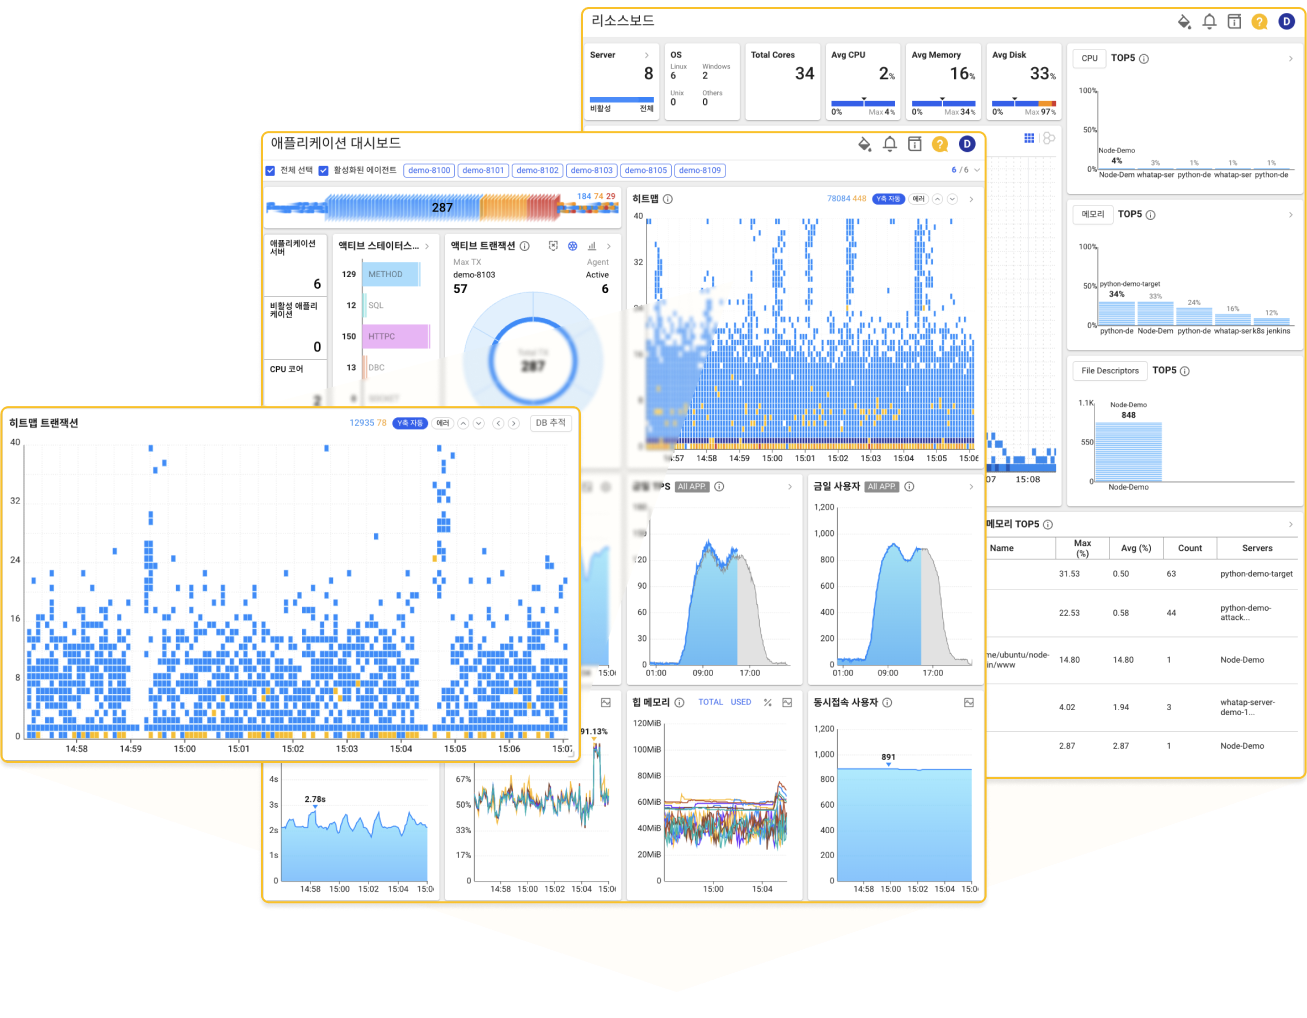 리소스보드
D
Server
8
비활성 전체
OS
Linux Windows
6 2
Unix Others
0 0
Total Cores
34
Avg CPU
2%
0% Max 4%
Avg Memory
16%
0% Max 34%
Avg Disk
33%
0% Max 97%
CPU TOP5
100%
50%
0%
Node-Demo
4% 3% 1% 1% 1%
Node-Dem whatap-ser python-de whatap-ser python-de
메모리 TOP5
100%
50%
0%
python-demo-target
34% 33% 24% 16% 12%
python-de Node-Dem python-de whatap-ser k8s jenkins
File Descriptors TOP5
1.1K
550
0
Node-Demo
848
Node-Demo
07 15:08
메모리 TOP5
Name Max (%) Avg (%) Count Servers
31.53 0.50 63 python-demo-target
22.53 0.58 44 python-demo-attack...
me/ubuntu/node-
in/www 14.80 14.80 1 Node-Demo
4.02 1.94 3 whatap-server-demo-1...
2.87 2.87 1 Node-Demo
애플리케이션 대시보드
D
전체 선택 활성화된 에이전트 demo-8100 demo-8101 demo-8102 demo-8103 demo-8105 demo-8109 6 / 6
184 74 29
287
애플리케이션
서버
6
비활성 애플리
케이션
0
CPU 코어
2
액티브 스테이터스...
129 METHOD
12 SQL
150 HTTPC
13 DBC
0 SOCKET
액티브 트랜잭션
Max TX Agent
demo-8103 Active
57 6
Total TX
287
히트맵 78084 448 Y축 자동 에러
40
32
24
16
8
0
:57 14:58 14:59 15:00 15:01 15:02 15:03 15:04 15:05 15:06
금일 TPS All APP.
120
90
60
30
0
01:00 09:00 17:00
금일 사용자 All APP.
1,200
1,000
800
600
400
200
0
01:00 09:00 17:00
15:0
히트맵 트랜잭션 12935 78 Y축 자동 에러 DB 추적
40
32
24
16
8
0
14:58 14:59 15:00 15:01 15:02 15:03 15:04 15:05 15:06 15:07
4s
3s
2s
1s
0
2.78s
14:58 15:00 15:02 15:04 15:0
91.13%
67%
50%
33%
17%
0
14:58 15:00 15:02 15:04 15:0
힙 메모리 TOTAL USED %
120MiB
100MiB
80MiB
60MiB
40MiB
20MiB
0
15:00 15:04
동시접속 사용자
1,200
1,000
800
600
400
200
0
891
14:58 15:00 15:02 15:04 15:0